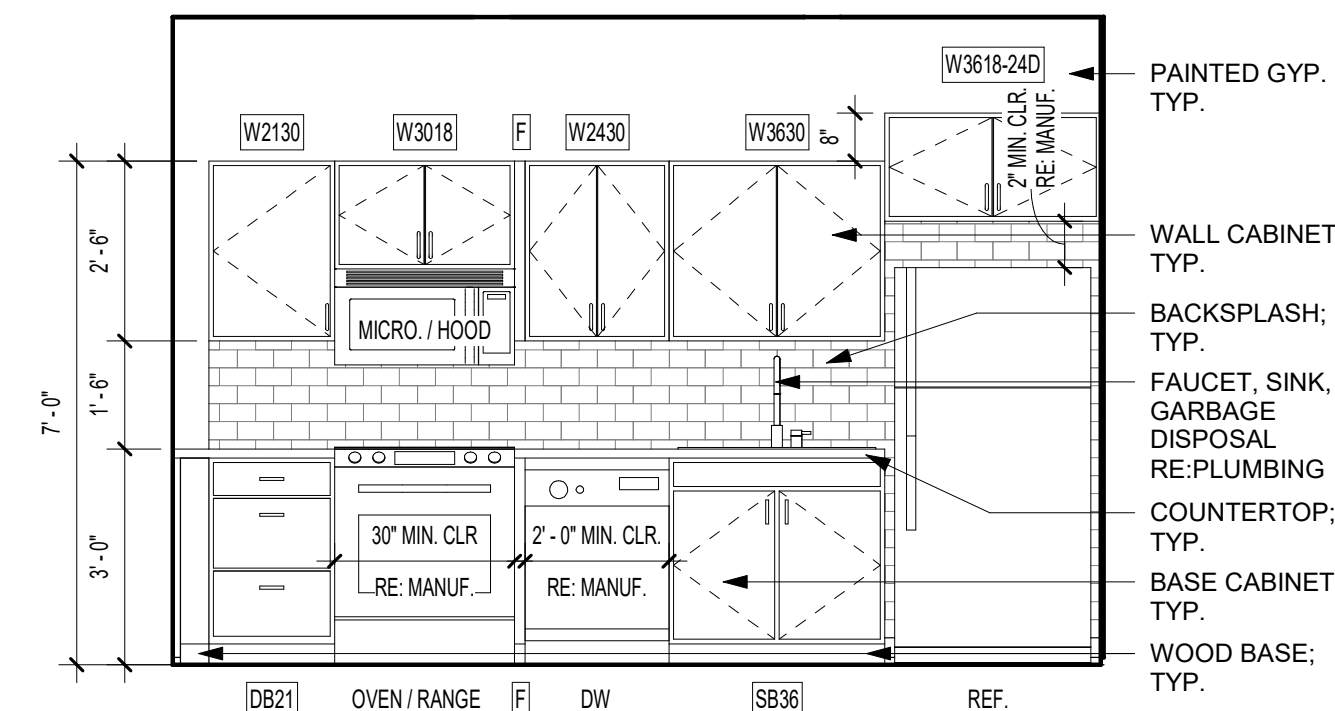 W3618-24D
PAINTED GYP.
TYP.
W2130
W3018
F
W2430
W3630
8"
2" MIN. CLR.
RE: MANUF.
WALL CABINET
TYP.
2' - 6"
MICRO. / HOOD
BACKSPLASH;
TYP.
7' - 0"
1' - 6"
FAUCET, SINK,
GARBAGE
DISPOSAL
RE:PLUMBING
COUNTERTOP;
TYP.
3' - 0"
30" MIN. CLR
RE: MANUF.
2' - 0" MIN. CLR.
RE: MANUF.
BASE CABINET
TYP.
WOOD BASE;
TYP.
DB21
OVEN / RANGE
F
DW
SB36
REF.